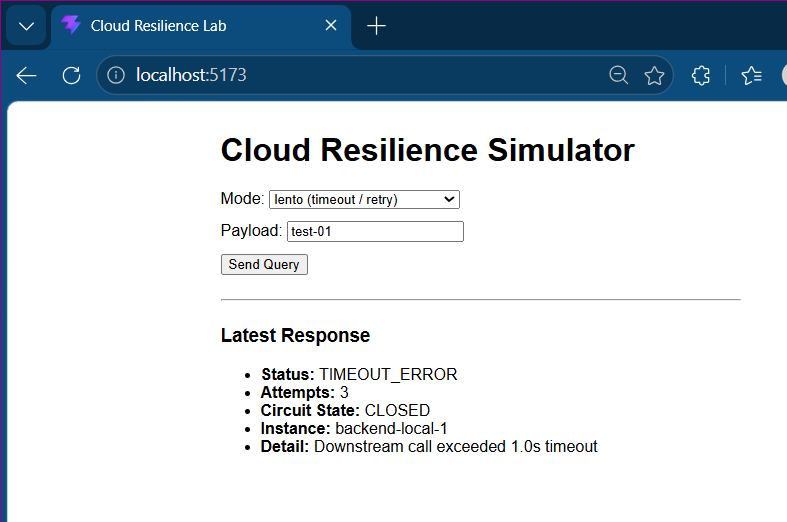 Cloud Resilience Lab
localhost:5173
Cloud Resilience Simulator
Mode: lento (timeout / retry)
Payload: test-01
Send Query
Latest Response
Status: TIMEOUT_ERROR
Attempts: 3
Circuit State: CLOSED
Instance: backend-local-1
Detail: Downstream call exceeded 1.0s timeout